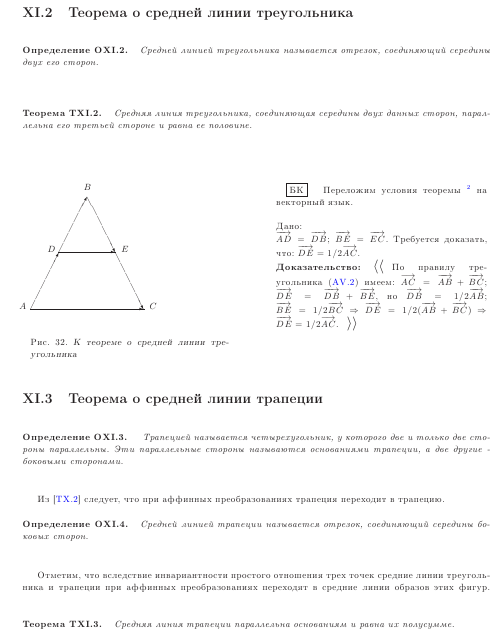 XI.2 Теорема о средней линии треугольника
Определение OXI.2. Средней линией треугольника называется отрезок, соединяющий середины
двух его сторон.
Теорема TXI.2. Средняя линия треугольника, соединяющая середины двух данных сторон, парал-
лельна его третьей стороне и равна ее половине.
B
D
E
A
C
Рис. 32. К теореме о средней линии тре-
угольника
БК Переложим условия теоремы 2 на
векторный язык.
Дано:
AD = DB; BE = EC. Требуется доказать,
что: DE = 1/2AC.
Доказательство: ⟨⟨ По правилу тре-
угольника (AV.2) имеем: AC = AB + BC;
DE = DB + BE, но DB = 1/2AB;
BE = 1/2BC ⇒ DE = 1/2(AB + BC) ⇒
DE = 1/2AC. ⟩⟩
XI.3 Теорема о средней линии трапеции
Определение OXI.3. Трапецией называется четырехугольник, у которого две и только две сто-
роны параллельны. Эти параллельные стороны называются основаниями трапеции, а две другие -
боковыми сторонами.
Из [TX.2] следует, что при аффинных преобразованиях трапеция переходит в трапецию.
Определение OXI.4. Средней линией трапеции называется отрезок, соединяющий середины бо-
ковых сторон.
Отметим, что вследствие инвариантности простого отношения трех точек средние линии треуголь-
ника и трапеции при аффинных преобразованиях переходят в средние линии образов этих фигур.
Теорема TXI.3. Средняя линия трапеции параллельна основаниям и равна их полусумме.